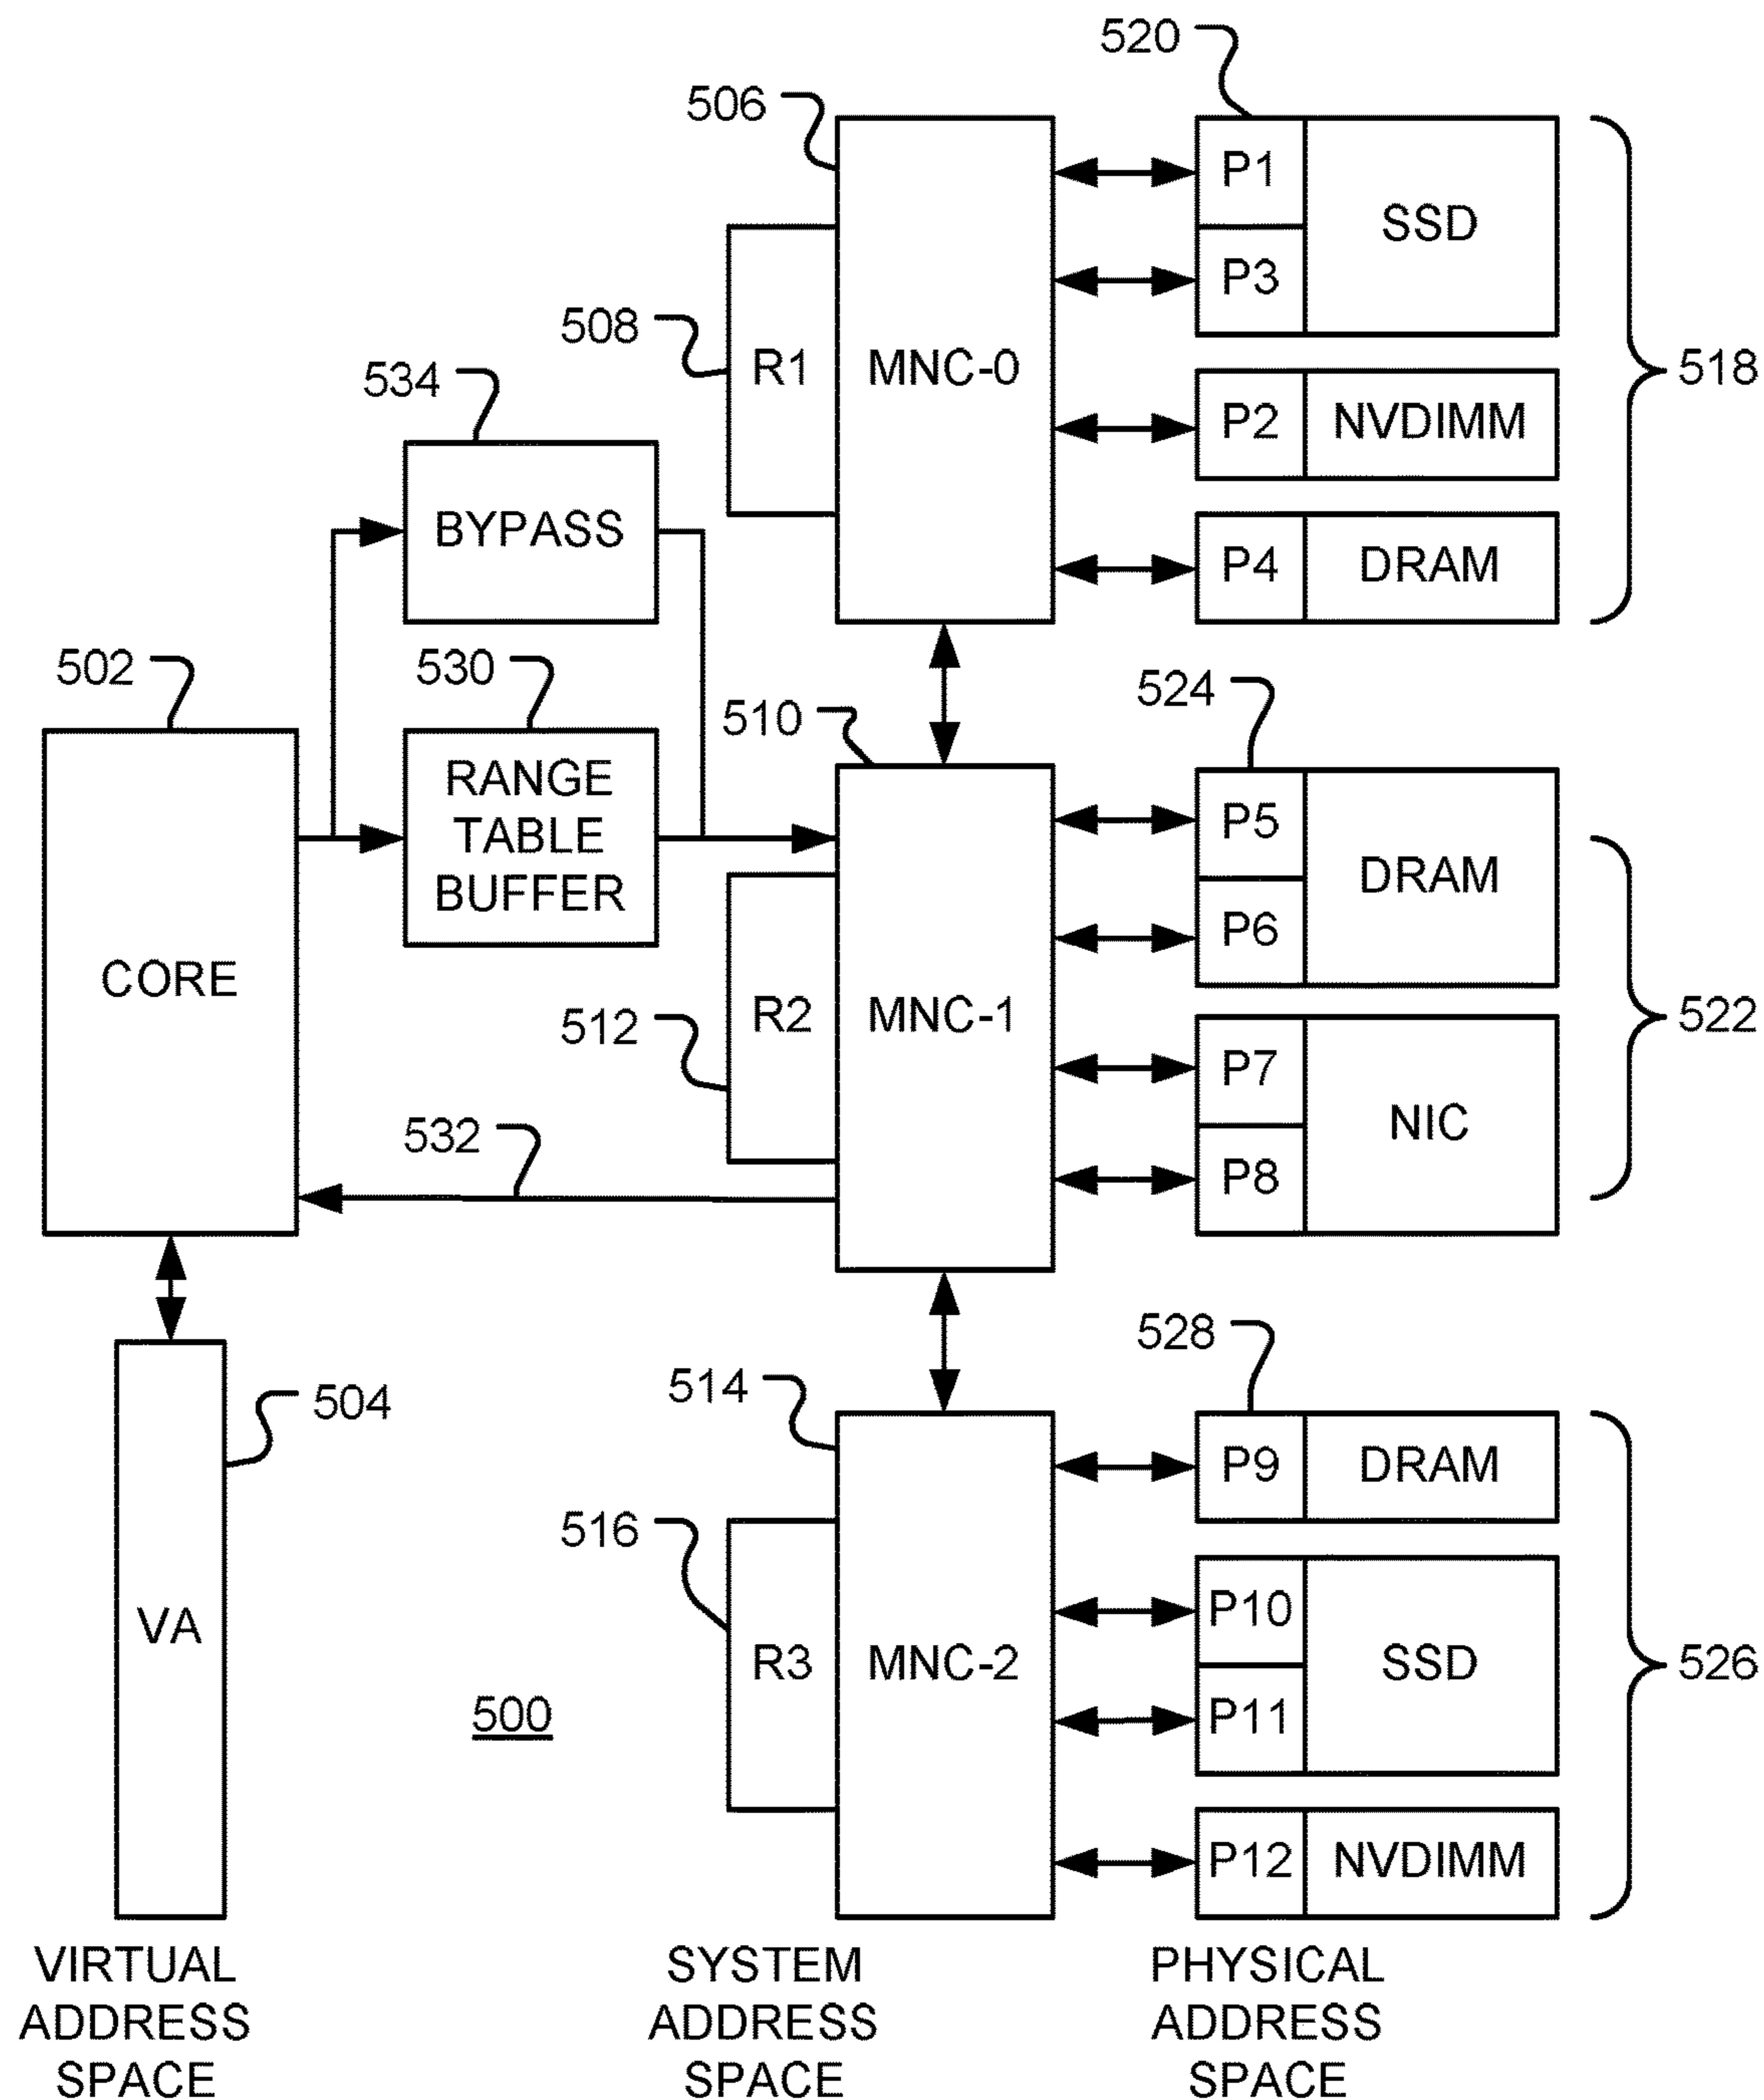 520
506
P1
SSD
P3
508
R1
MNC-0
518
534
P2
NVDIMM
BYPASS
P4
DRAM
502
530
510
524
RANGE
TABLE
BUFFER
P5
DRAM
P6
CORE
512
R2
MNC-1
522
P7
NIC
P8
532
528
514
504
P9
DRAM
516
P10
SSD
P11
VA
R3
MNC-2
526
500
P12
NVDIMM
VIRTUAL
ADDRESS
SPACE
SYSTEM
ADDRESS
SPACE
PHYSICAL
ADDRESS
SPACE